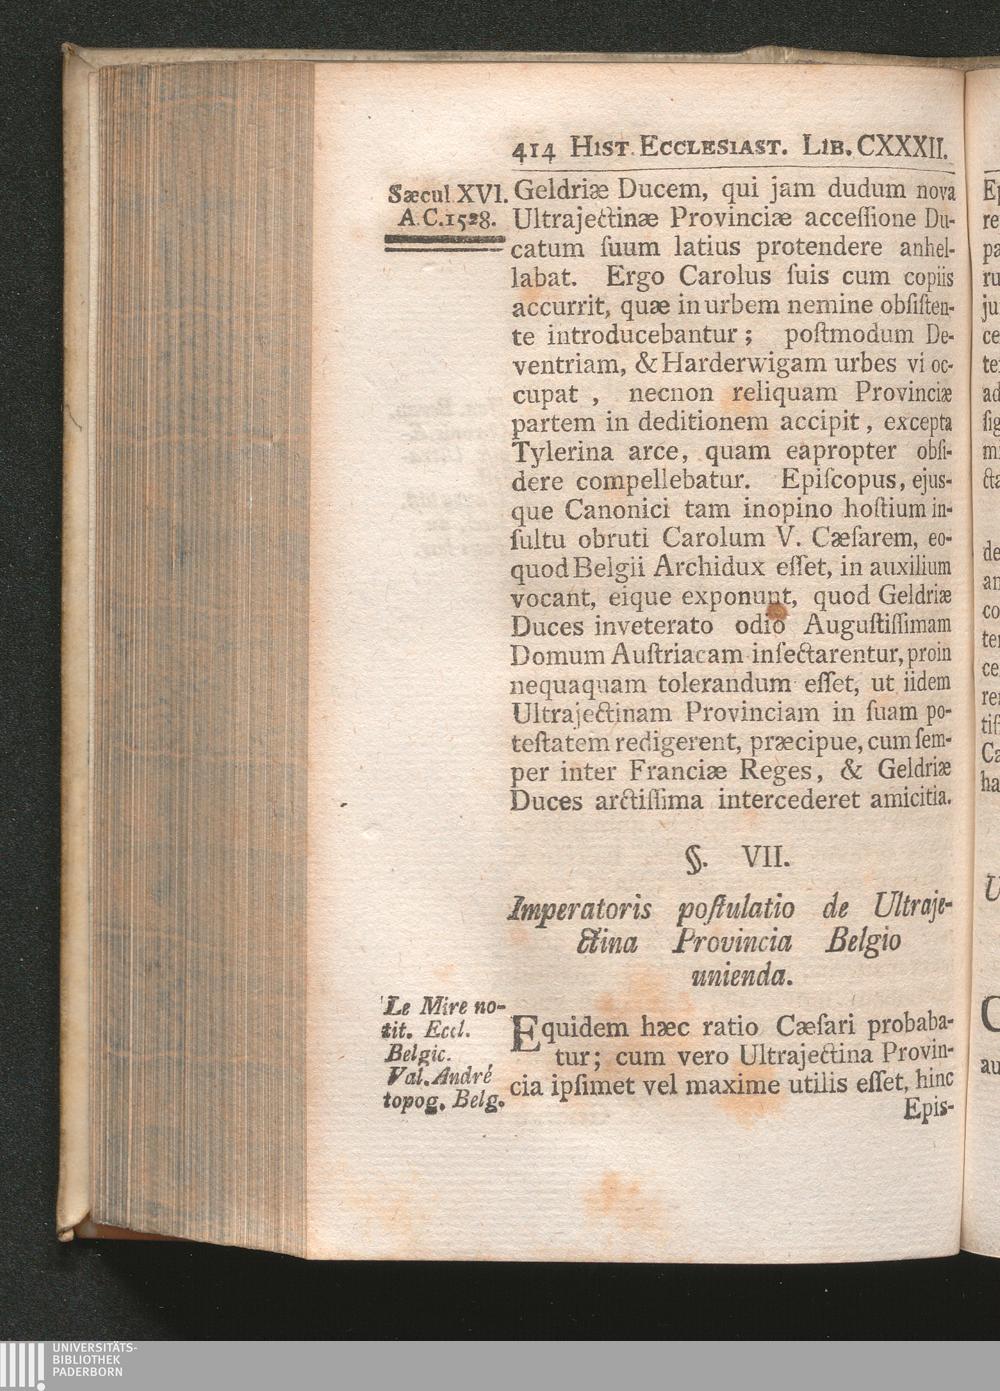 414 HIST. ECCLESIAST. LIB. CXXXII.
Sæcul XVI.
A.C.1528.
Geldriæ Ducem, qui jam dudum nova
Ultrajectinæ Provinciæ acceſſione Du-
catum ſuum latius protendere anhel-
labat. Ergo Carolus ſuis cum copiis
accurrit, quæ in urbem nemine obſiſten-
te introducebantur; poſtmodum De-
ventriam, & Harderwigam urbes vi oc-
cupat, necnon reliquam Provinciæ
partem in deditionem accipit, excepta
Tylerina arce, quam eapropter obſi-
dere compellebatur. Epiſcopus, ejus-
que Canonici tam inopino hoſtium in-
ſultu obruti Carolum V. Cæſarem, eo-
quod Belgii Archidux eſſet, in auxilium
vocant, eique exponunt, quod Geldriæ
Duces inveterato odio Auguſtiſſimam
Domum Auſtriacam inſectarentur, proin
nequaquam tolerandum eſſet, ut iidem
Ultrajectinam Provinciam in ſuam po-
teſtatem redigerent, præcipue, cum ſem-
per inter Franciæ Reges, & Geldriæ
Duces arctiſſima intercederet amicitia.
§. VII.
Imperatoris poſtulatio de Ultraje-
ctina Provincia Belgio
unienda.
Le Mire no-
tit. Eccl.
Belgic.
Val. André
topog. Belg.
Equidem hæc ratio Cæſari probaba-
tur; cum vero Ultrajectina Provin-
cia ipſimet vel maxime utilis eſſet, hinc
Epis-
UNIVERSITÄTS-
BIBLIOTHEK
PADERBORN